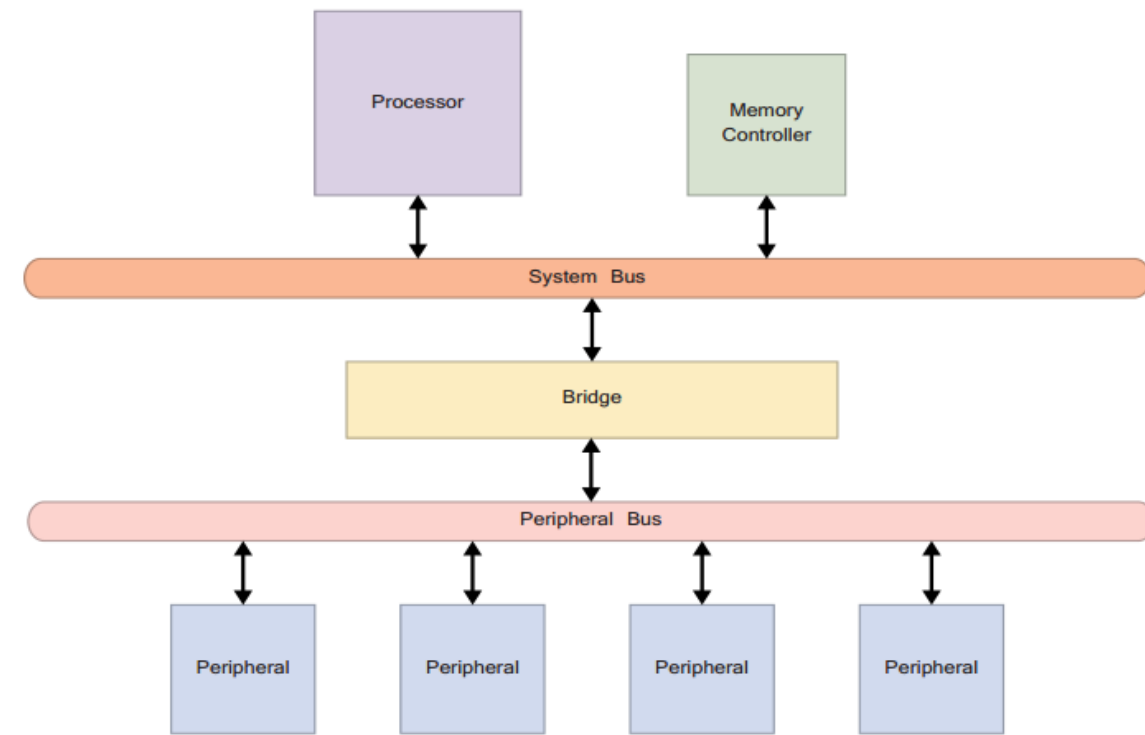 Processor
Memory
Controller
System Bus
Bridge
Peripheral Bus
Peripheral
Peripheral
Peripheral
Peripheral